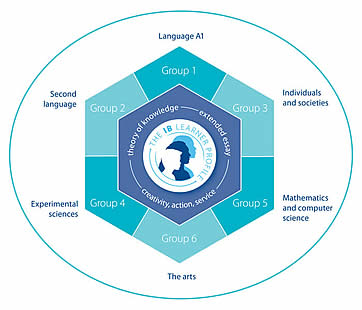 Language A1
Group 1
Second
language
Group 2
Group 3
Individuals
and societies
theory of knowledge
extended essay
THE IB LEARNER PROFILE
creativity, action, service
Experimental
sciences
Group 4
Group 5
Mathematics
and computer
science
Group 6
The arts